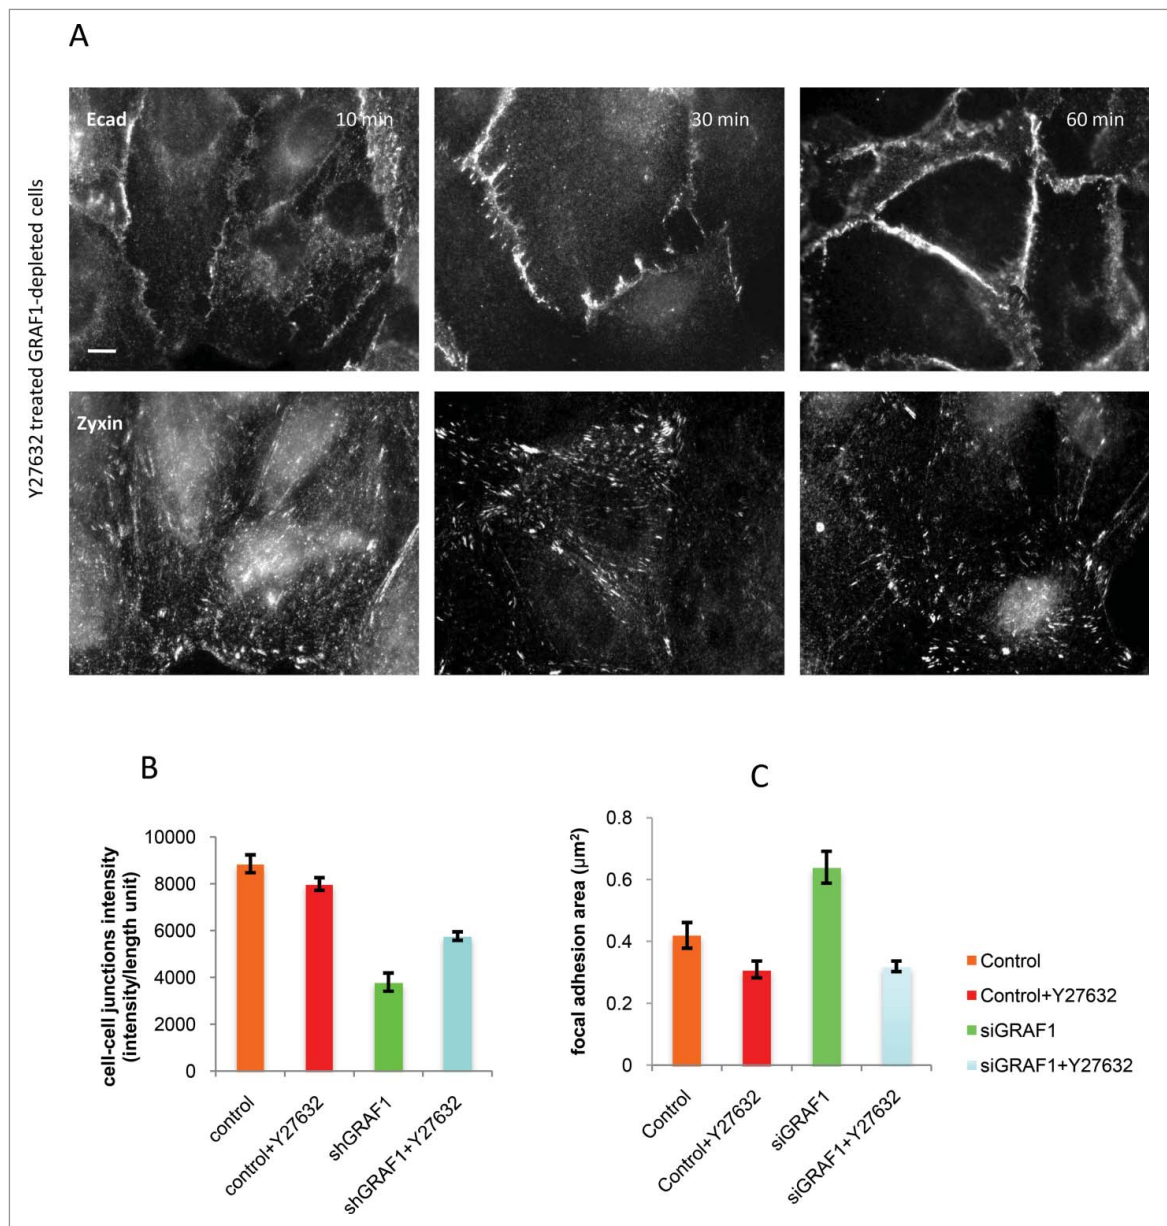 A
Y27632 treated GRAF1-depleted cells
Ecad
10 min
30 min
60 min
Zyxin
B
cell-cell junctions intensity
(intensity/length unit)
10000
8000
6000
4000
2000
0
control
control+Y27632
shGRAF1
shGRAF1+Y27632
C
focal adhesion area (µm²)
0.8
0.6
0.4
0.2
0
Control
Control+Y27632
siGRAF1
siGRAF1+Y27632
Control
Control+Y27632
siGRAF1
siGRAF1+Y27632